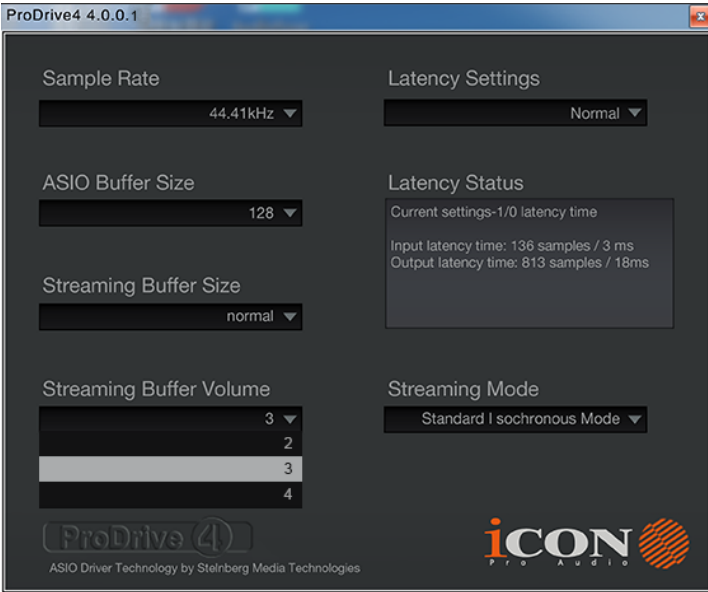 ProDrive4 4.0.0.1
Sample Rate
44.41kHz
ASIO Buffer Size
128
Streaming Buffer Size
normal
Streaming Buffer Volume
3
2
3
4
Latency Settings
Normal
Latency Status
Current settings-1/0 latency time
Input latency time: 136 samples / 3 ms
Output latency time: 813 samples / 18ms
Streaming Mode
Standard I sochronous Mode
ProDrive 4
ASIO Driver Technology by Steinberg Media Technologies
iCON
Pro Audio